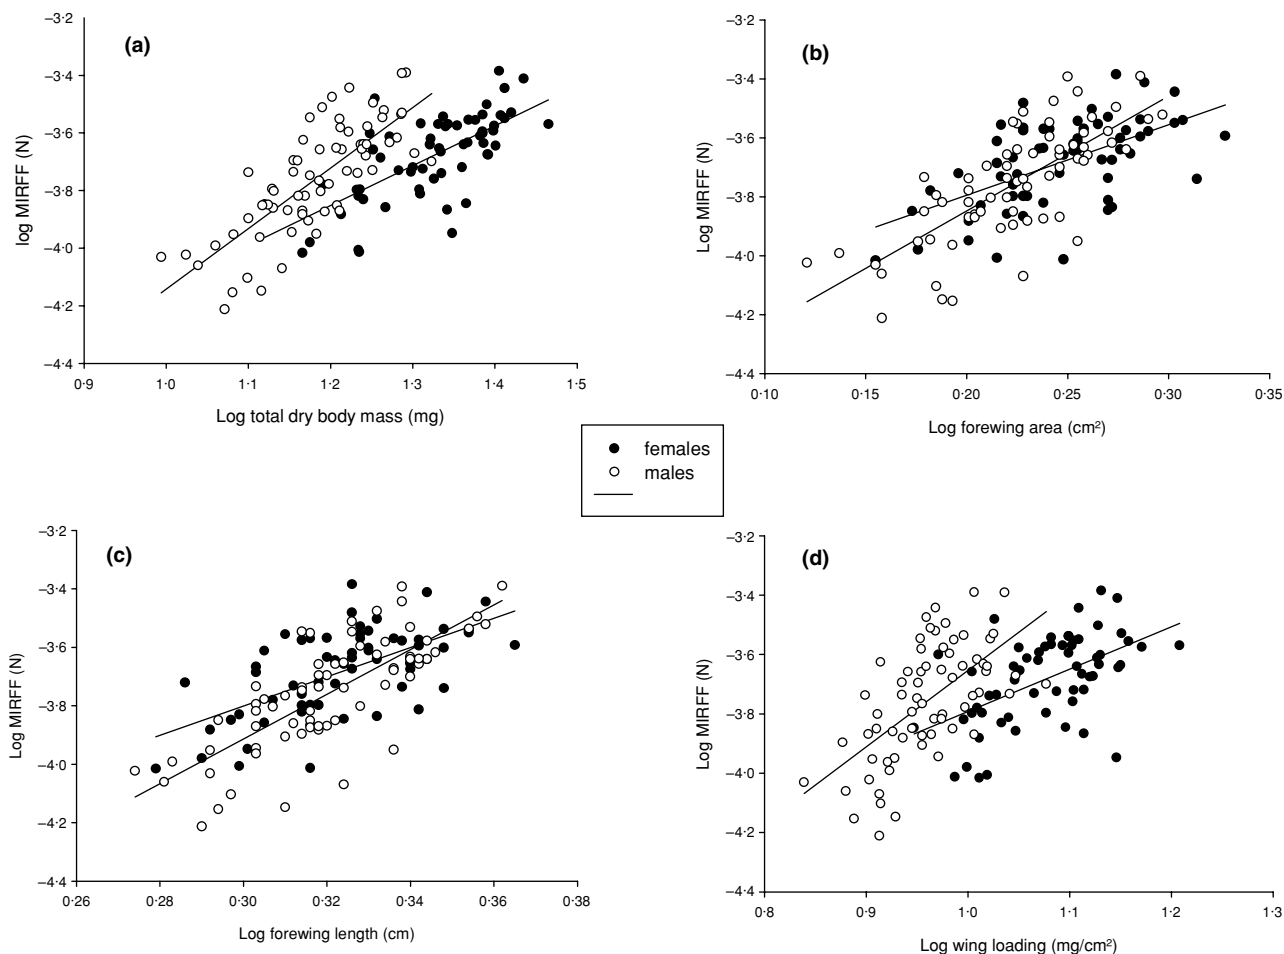 (a)
log MIRFF (N)
−3·2
−3·4
−3·6
−3·8
−4·0
−4·2
−4·4
0·9 1·0 1·1 1·2 1·3 1·4 1·5
Log total dry body mass (mg)
(b)
Log MIRFF (N)
−3·2
−3·4
−3·6
−3·8
−4·0
−4·2
−4·4
0·10 0·15 0·20 0·25 0·30 0·35
Log forewing area (cm²)
females
males
(c)
Log MIRFF (N)
−3·2
−3·4
−3·6
−3·8
−4·0
−4·2
−4·4
0·26 0·28 0·30 0·32 0·34 0·36 0·38
Log forewing length (cm)
(d)
Log MIRFF (N)
−3·2
−3·4
−3·6
−3·8
−4·0
−4·2
−4·4
0·8 0·9 1·0 1·1 1·2 1·3
Log wing loading (mg/cm²)